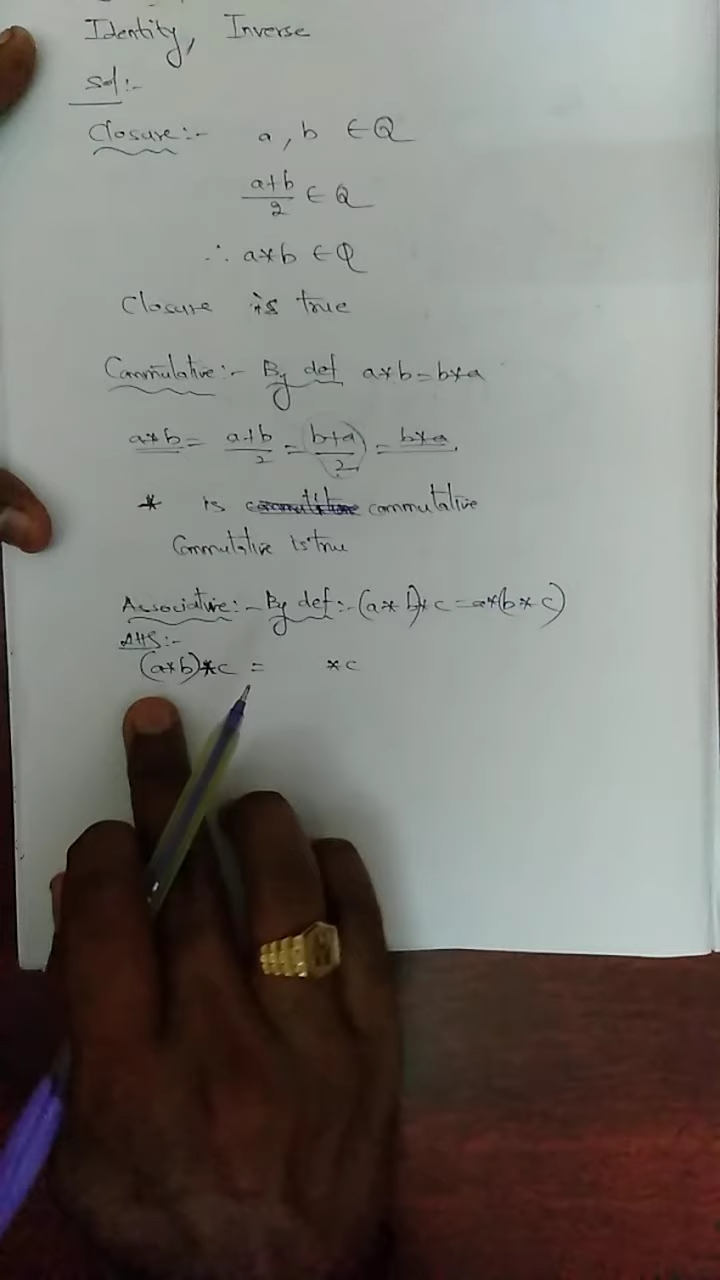 Identity, Inverse
Sol:-
Closure:- a, b ∈ Q
a+b/2 ∈ Q
∴ a*b ∈ Q
Closure is true
Commulative:- By def a*b=b*a
a*b = a+b/2 = b+a/2 = b*a.
* is commutative
Commutative is true
Associative:- By def:- (a*b)*c=a*(b*c)
LHS:-
(a*b)*c = *c